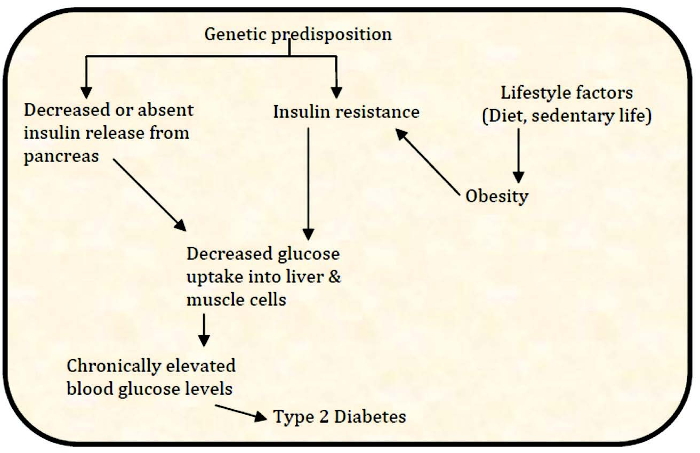 Genetic predisposition
Decreased or absent
insulin release from
pancreas
Insulin resistance
Lifestyle factors
(Diet, sedentary life)
Obesity
Decreased glucose
uptake into liver &
muscle cells
Chronically elevated
blood glucose levels
Type 2 Diabetes